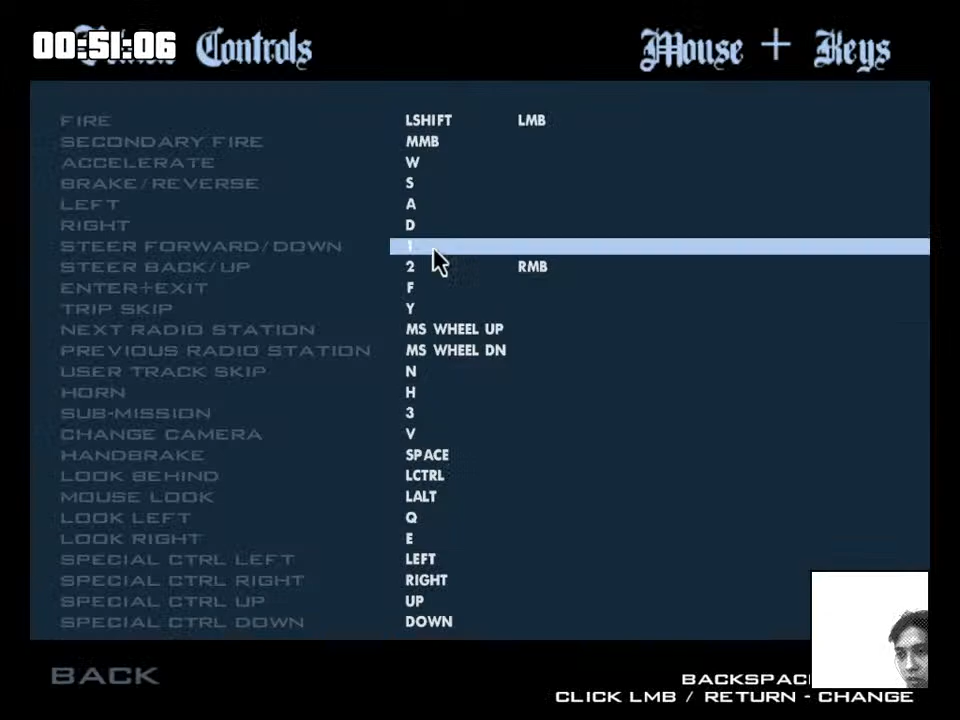 00:51:06 Controls Mouse + Keys
FIRE LSHIFT LMB
SECONDARY FIRE MMB
ACCELERATE W
BRAKE/REVERSE S
LEFT A
RIGHT D
STEER FORWARD/DOWN 1
STEER BACK/UP 2 RMB
ENTER+EXIT F
TRIP SKIP Y
NEXT RADIO STATION MS WHEEL UP
PREVIOUS RADIO STATION MS WHEEL DN
USER TRACK SKIP N
HORN H
SUB-MISSION 3
CHANGE CAMERA V
HANDBRAKE SPACE
LOOK BEHIND LCTRL
MOUSE LOOK LALT
LOOK LEFT Q
LOOK RIGHT E
SPECIAL CTRL LEFT LEFT
SPECIAL CTRL RIGHT RIGHT
SPECIAL CTRL UP UP
SPECIAL CTRL DOWN DOWN
BACK
BACKSPAC
CLICK LMB / RETURN - CHANGE